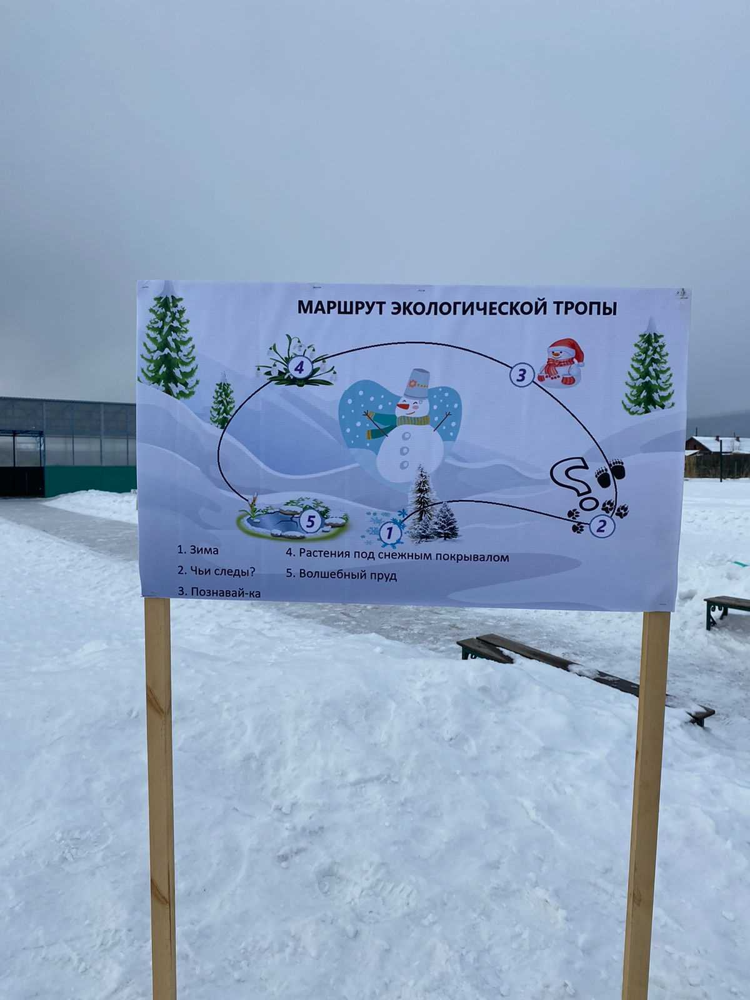 МАРШРУТ ЭКОЛОГИЧЕСКОЙ ТРОПЫ
4
3
5
1
2
1. Зима
2. Чьи следы?
3. Познавай-ка
4. Растения под снежным покрывалом
5. Волшебный пруд